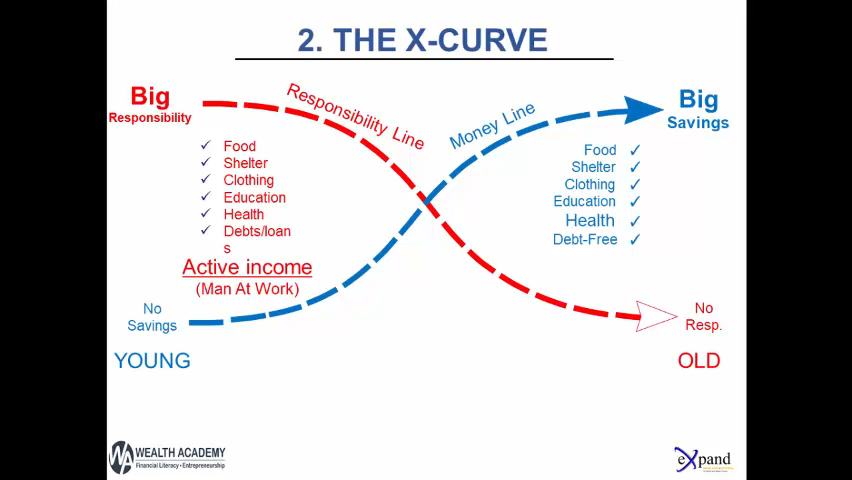 2. THE X-CURVE
Big
Responsibility
Responsibility Line
Money Line
Big
Savings
✓ Food
✓ Shelter
✓ Clothing
✓ Education
✓ Health
✓ Debts/loan
s
Active income
(Man At Work)
Food ✓
Shelter ✓
Clothing ✓
Education ✓
Health ✓
Debt-Free ✓
No
Savings
No
Resp.
YOUNG
OLD
WA WEALTH ACADEMY
Financial Literacy • Entrepreneurship
eXpand